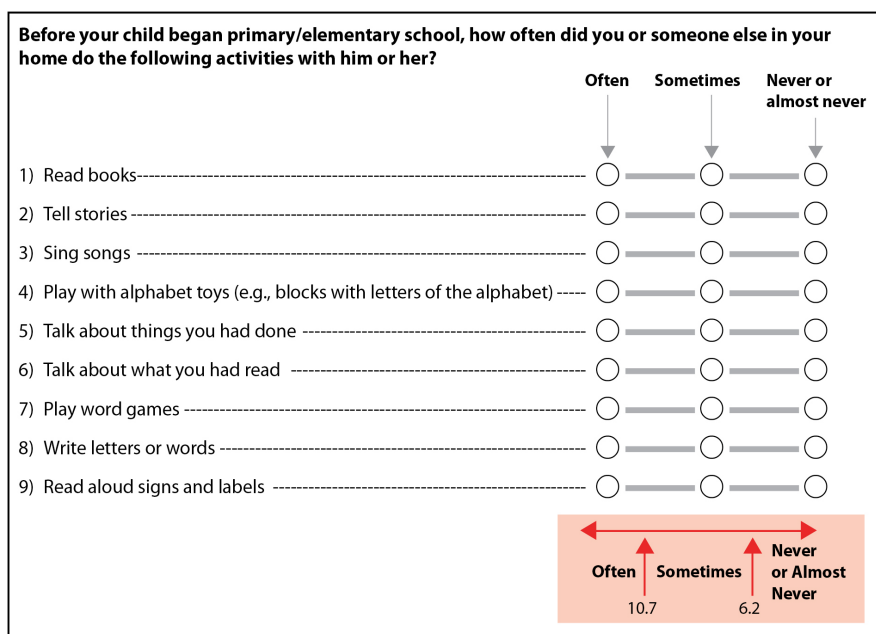 Before your child began primary/elementary school, how often did you or someone else in your
home do the following activities with him or her?
Often Sometimes Never or
almost never
1) Read books
2) Tell stories
3) Sing songs
4) Play with alphabet toys (e.g., blocks with letters of the alphabet)
5) Talk about things you had done
6) Talk about what you had read
7) Play word games
8) Write letters or words
9) Read aloud signs and labels
Often Sometimes Never
or Almost
Never
10.7 6.2